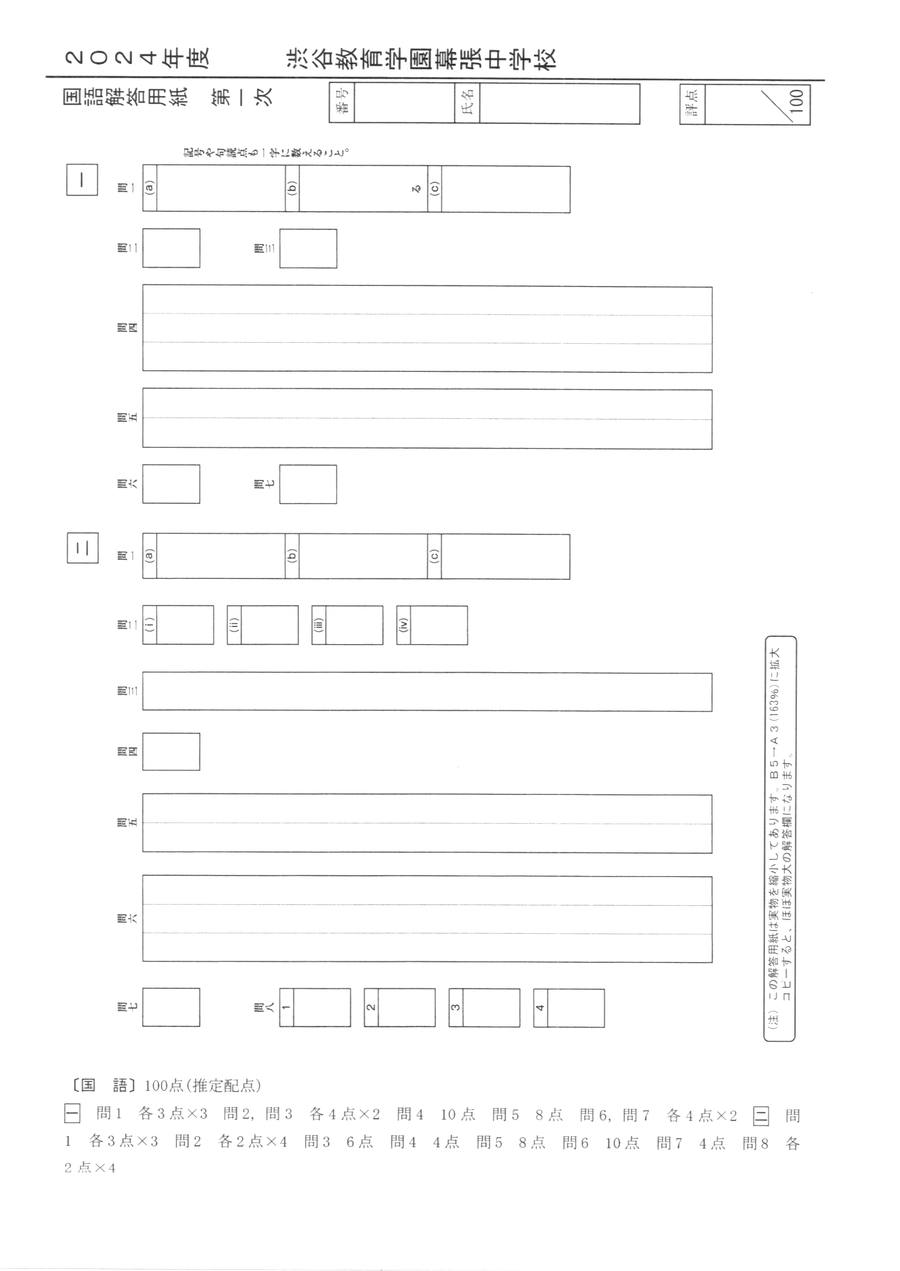 2024年度　渋谷教育学園幕張中学校
国語解答用紙　第一次
番号
氏名
評点
／100
記号や句読点も一字に数えること。
一
問一
(a)
(b)
る
(c)
問二
問三
問四
問五
問六
問七
二
問一
(a)
(b)
(c)
問二
(ⅰ)
(ⅱ)
(ⅲ)
(ⅳ)
問三
問四
問五
問六
問七
問八
1
2
3
4
(注) この解答用紙は実物を縮小してあります。B5→A3(163%)に拡大
コピーすると、ほぼ実物大の解答欄になります。
〔国　語〕100点(推定配点)
一　問1　各3点×3　問2, 問3　各4点×2　問4　10点　問5　8点　問6, 問7　各4点×2　二　問
1　各3点×3　問2　各2点×4　問3　6点　問4　4点　問5　8点　問6　10点　問7　4点　問8　各
2点×4